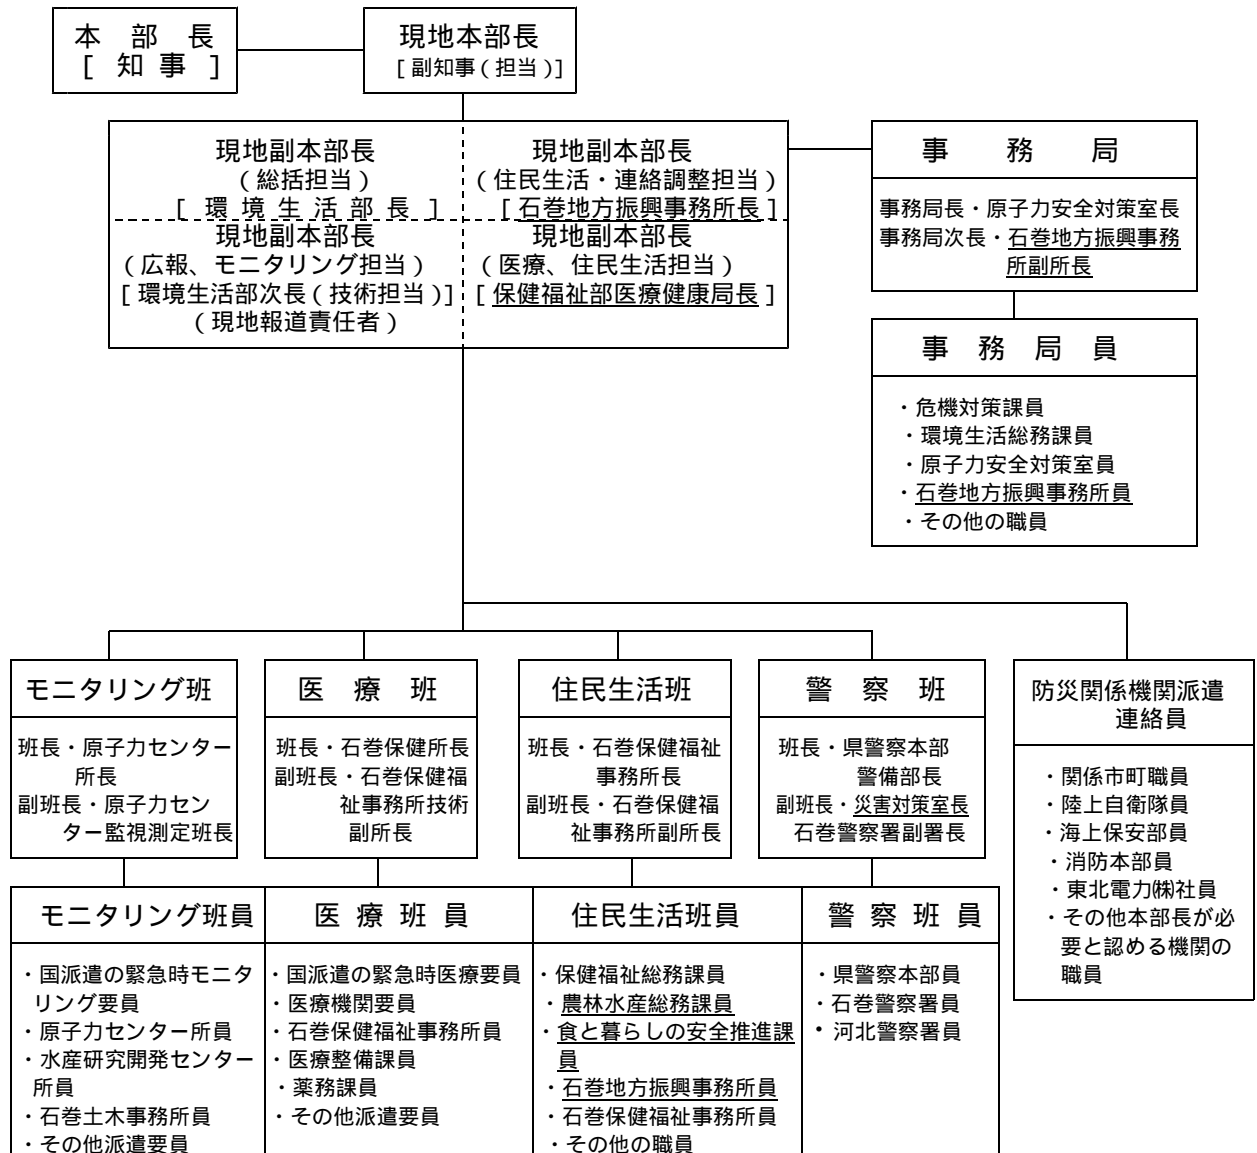 本 部 長
[ 知 事 ]
現地本部長
[ 副知事 ( 担当 ) ]
現地副本部長
( 総括担当 )
[ 環 境 生 活 部 長 ]
現地副本部長
( 住民生活・連絡調整担当 )
[ 石巻地方振興事務所長 ]
現地副本部長
( 広報、モニタリング担当 )
[ 環境生活部次長 ( 技術担当 ) ]
( 現地報道責任者 )
現地副本部長
( 医療、住民生活担当 )
[ 保健福祉部医療健康局長 ]
事 務 局
事務局長・原子力安全対策室長
事務局次長・石巻地方振興事務
所副所長
事 務 局 員
・危機対策課員
・環境生活総務課員
・原子力安全対策室員
・石巻地方振興事務所員
・その他の職員
モニタリング班
班長・原子力センター
所長
副班長・原子力セン
ター監視測定班長
医 療 班
班長・石巻保健所長
副班長・石巻保健福
祉事務所技術
副所長
住民生活班
班長・石巻保健福祉
事務所長
副班長・石巻保健福
祉事務所副所長
警 察 班
班長・県警察本部
警備部長
副班長・災害対策室長
石巻警察署副署長
防災関係機関派遣
連絡員
・関係市町職員
・陸上自衛隊員
・海上保安部員
・消防本部員
・東北電力㈱社員
・その他本部長が必
要と認める機関の
職員
モニタリング班員
・国派遣の緊急時モニタ
リング要員
・原子力センター所員
・水産研究開発センター
所員
・石巻土木事務所員
・その他派遣要員
医 療 班 員
・国派遣の緊急時医療要員
・医療機関要員
・石巻保健福祉事務所員
・医療整備課員
・薬務課員
・その他派遣要員
住民生活班員
・保健福祉総務課員
・農林水産総務課員
・食と暮らしの安全推進課
員
・石巻地方振興事務所員
・石巻保健福祉事務所員
・その他の職員
警 察 班 員
・県警察本部員
・石巻警察署員
・河北警察署員